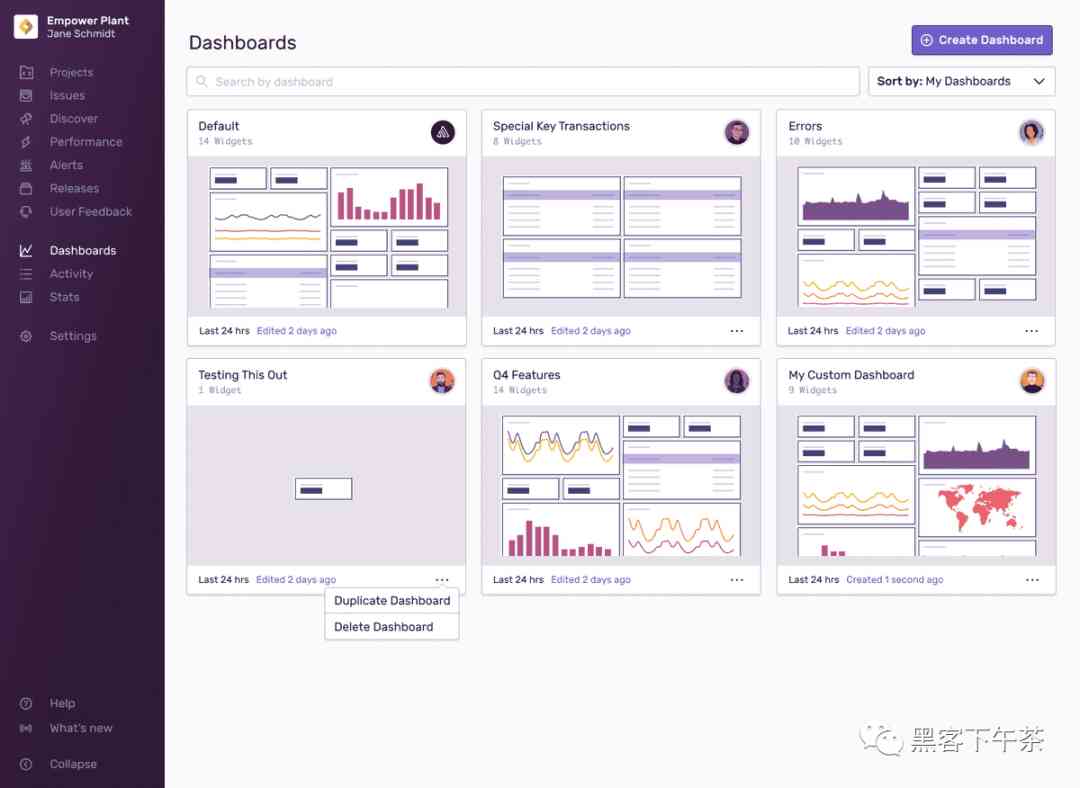 Empower Plant
Jane Schmidt
Projects
Issues
Discover
Performance
Alerts
Releases
User Feedback
Dashboards
Activity
Stats
Settings
Help
What's new
Collapse
Dashboards
Create Dashboard
Search by dashboard
Sort by: My Dashboards
Default
14 Widgets
Last 24 hrs Edited 2 days ago
Special Key Transactions
8 Widgets
Last 24 hrs Edited 2 days ago
Errors
10 Widgets
Last 24 hrs Edited 2 days ago
Testing This Out
1 Widget
Last 24 hrs Edited 2 days ago
Duplicate Dashboard
Delete Dashboard
Q4 Features
14 Widgets
Last 24 hrs Edited 2 days ago
My Custom Dashboard
9 Widgets
Last 24 hrs Created 1 second ago
黑客下午茶